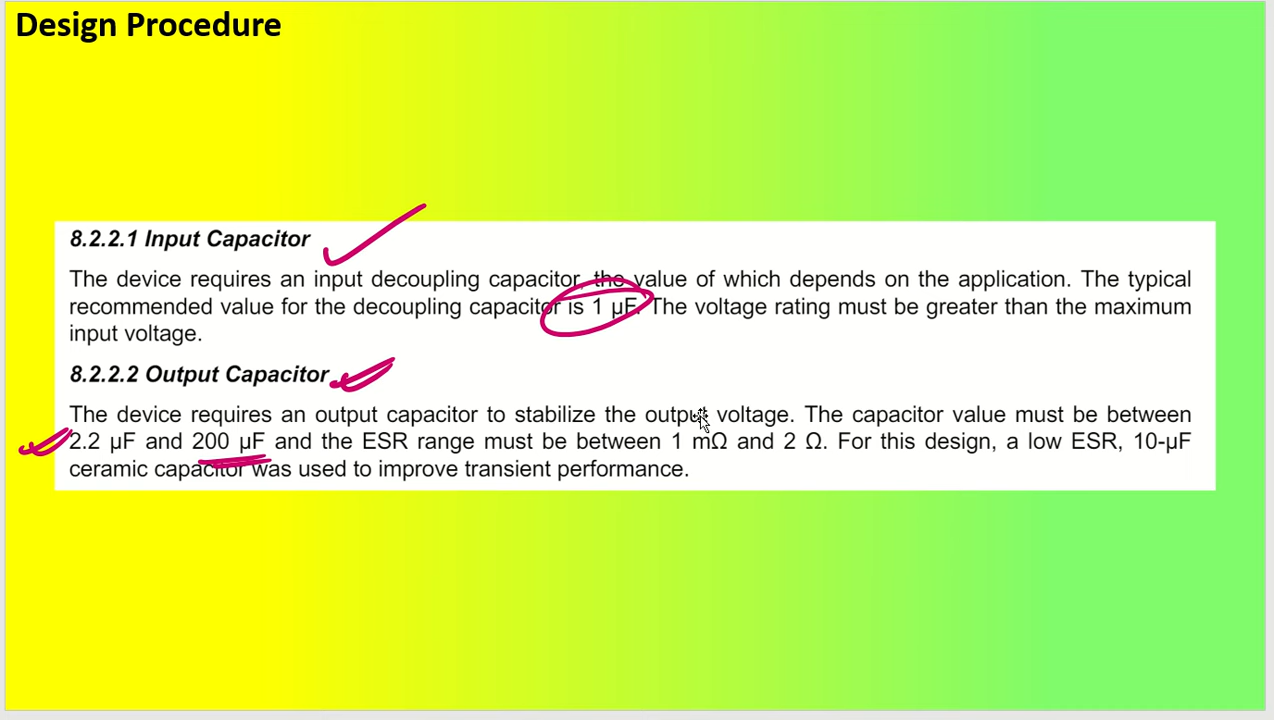 Design Procedure
8.2.2.1 Input Capacitor
The device requires an input decoupling capacitor, the value of which depends on the application. The typical
recommended value for the decoupling capacitor is 1 µF. The voltage rating must be greater than the maximum
input voltage.
8.2.2.2 Output Capacitor
The device requires an output capacitor to stabilize the output voltage. The capacitor value must be between
2.2 µF and 200 µF and the ESR range must be between 1 mΩ and 2 Ω. For this design, a low ESR, 10-µF
ceramic capacitor was used to improve transient performance.